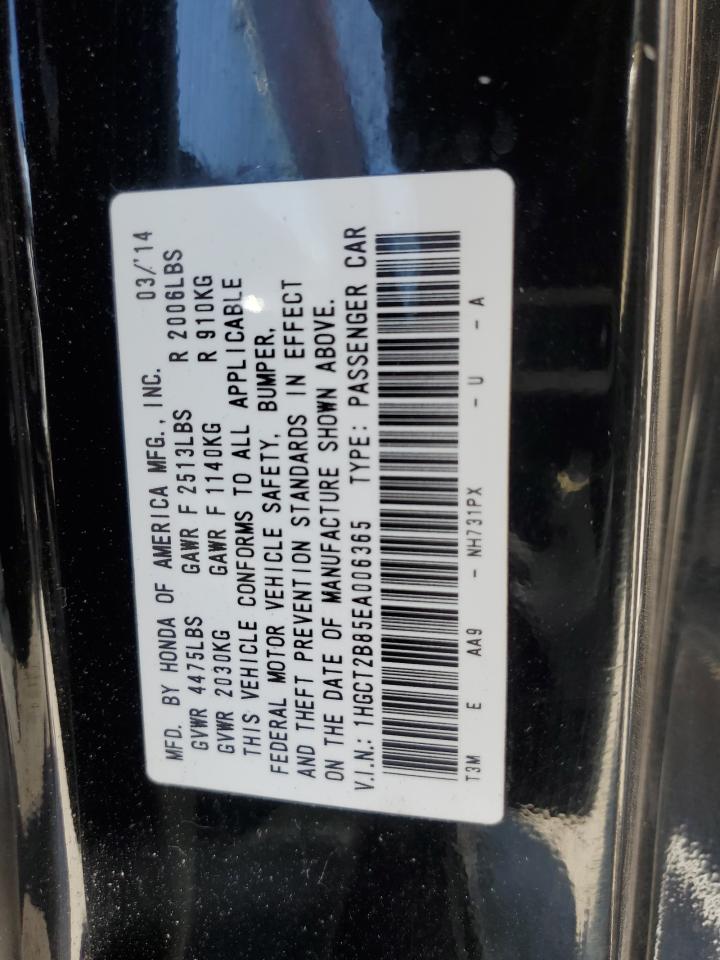 MFD. BY HONDA OF AMERICA MFG., INC. 03/'14
GVWR 4475LBS GAWR F 2513LBS R 2006LBS
GVWR 2030KG GAWR F 1140KG R 910KG
THIS VEHICLE CONFORMS TO ALL APPLICABLE
FEDERAL MOTOR VEHICLE SAFETY, BUMPER,
AND THEFT PREVENTION STANDARDS IN EFFECT
ON THE DATE OF MANUFACTURE SHOWN ABOVE.
V.I.N.: 1HGCT2B85EA006365 TYPE: PASSENGER CAR
T3M E AA9 - NH731PX - U - A